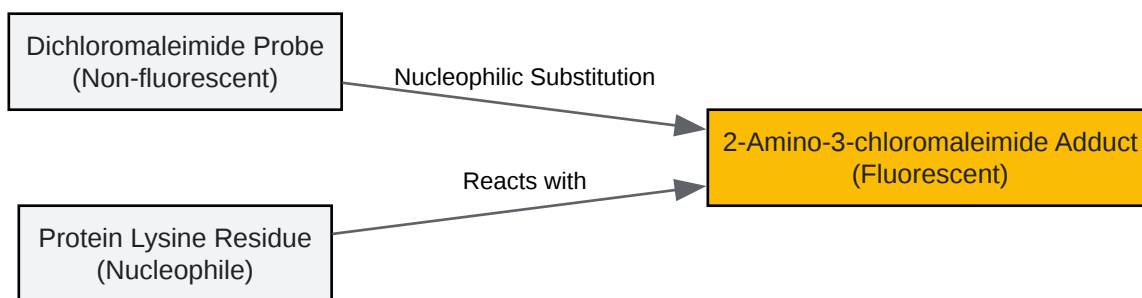 Dichloromaleimide Probe
(Non-fluorescent)
Nucleophilic Substitution
2-Amino-3-chloromaleimide Adduct
(Fluorescent)
Reacts with
Protein Lysine Residue
(Nucleophile)